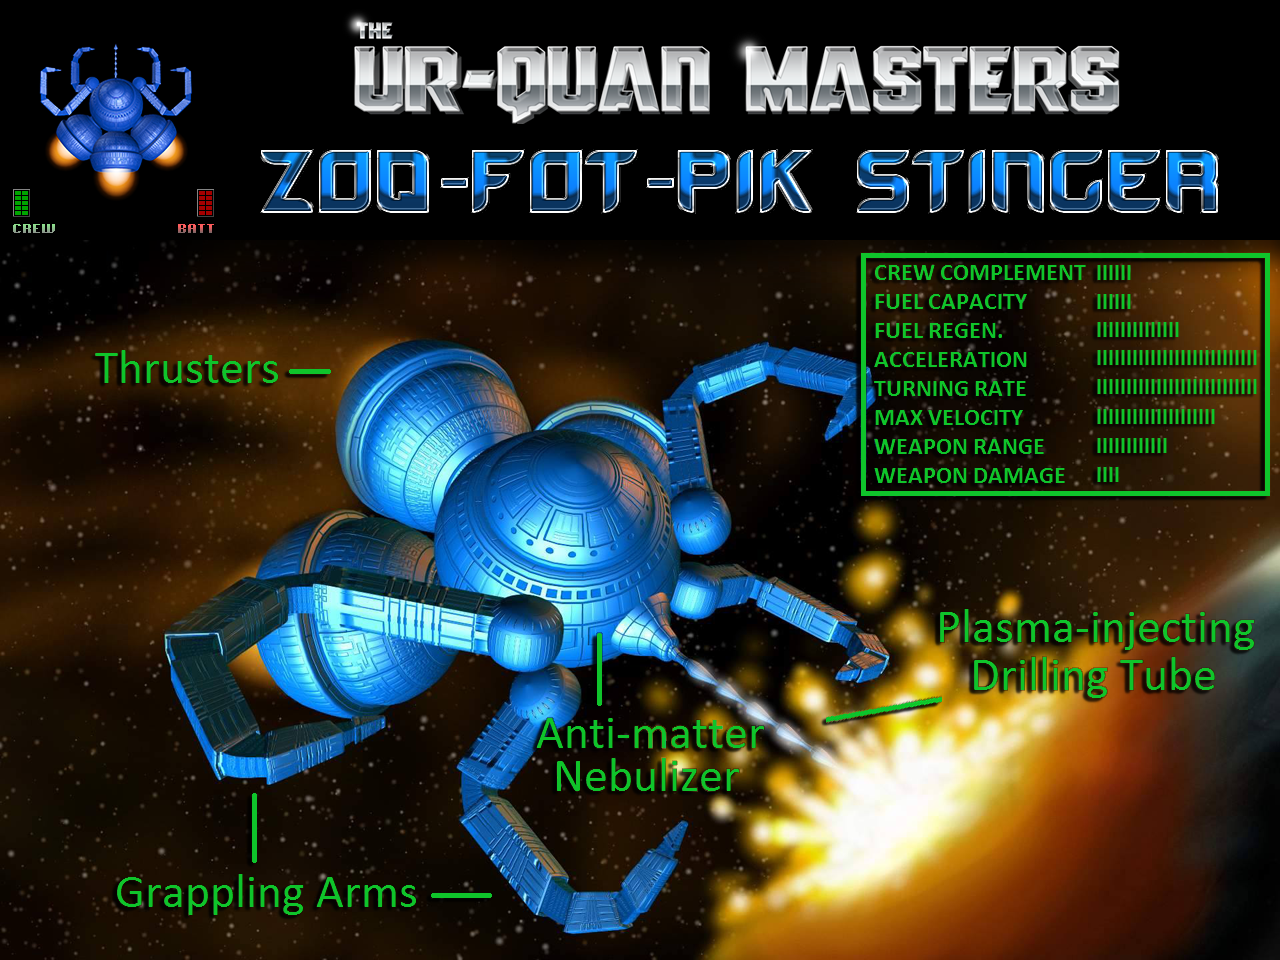 THE
UR-QUAN MASTERS
ZOQ-FOT-PIK STINGER
CREW
BATT
CREW COMPLEMENT
FUEL CAPACITY
FUEL REGEN.
ACCELERATION
TURNING RATE
MAX VELOCITY
WEAPON RANGE
WEAPON DAMAGE
Thrusters
Plasma-injecting
Drilling Tube
Anti-matter
Nebulizer
Grappling Arms